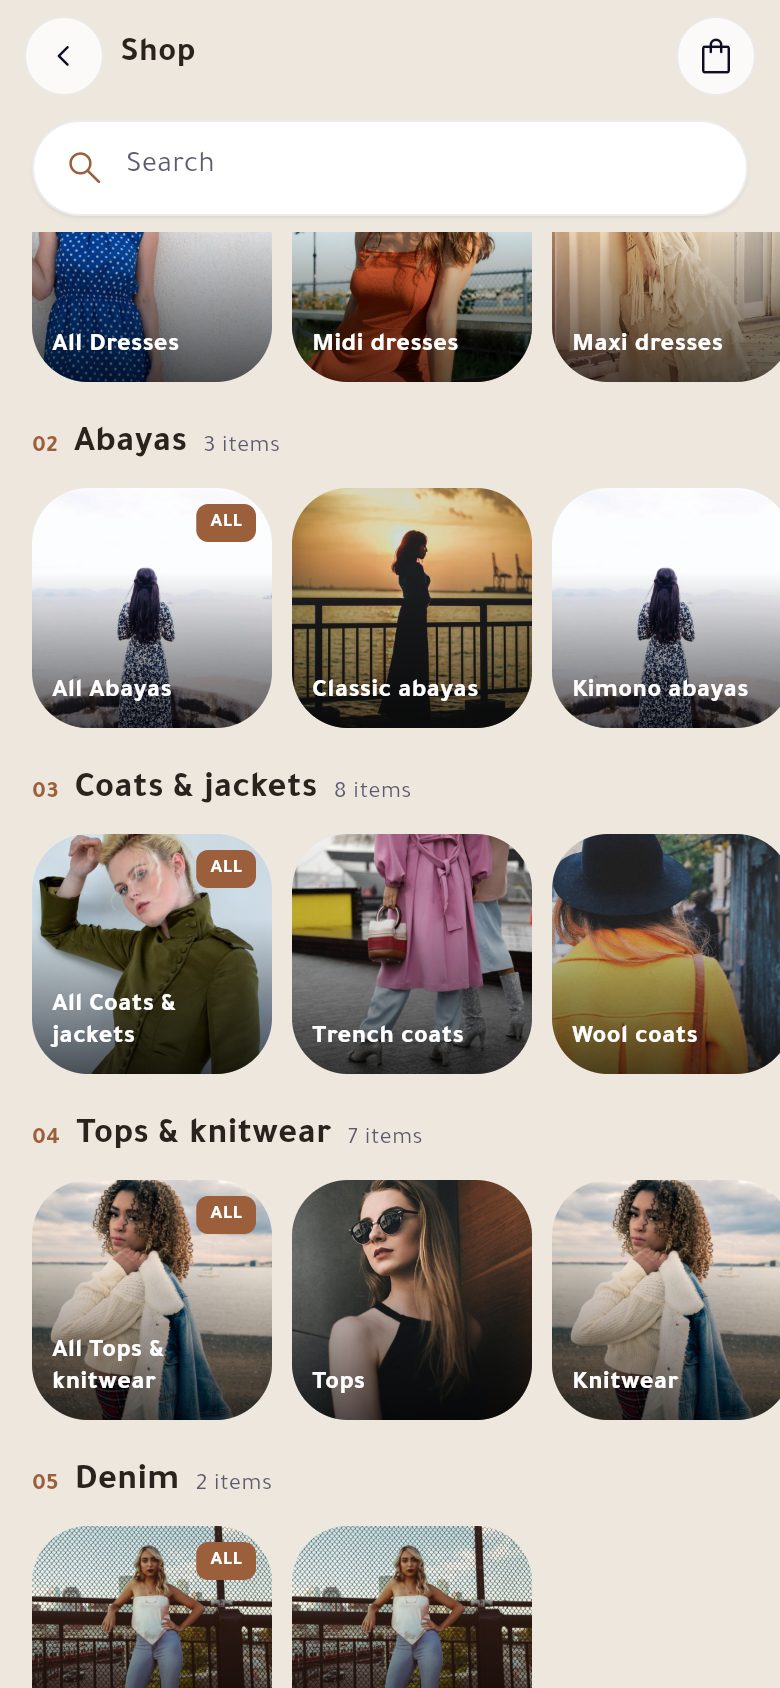 Shop
Search
All Dresses
Midi dresses
Maxi dresses
02 Abayas 3 items
ALL
All Abayas
Classic abayas
Kimono abayas
03 Coats & jackets 8 items
ALL
All Coats &
jackets
Trench coats
Wool coats
04 Tops & knitwear 7 items
ALL
All Tops &
knitwear
Tops
Knitwear
05 Denim 2 items
ALL